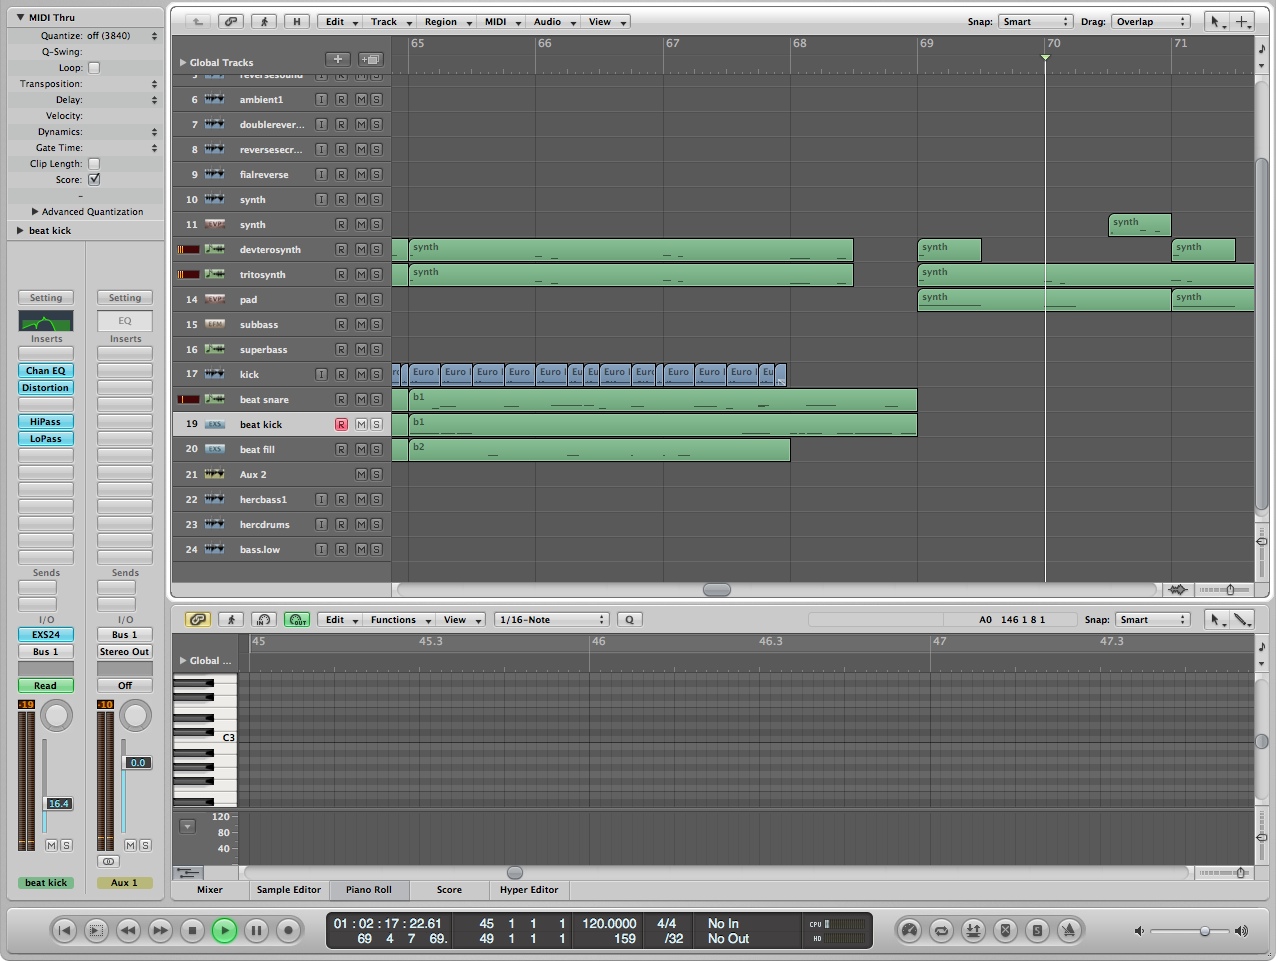 MIDI Thru
Quantize: off (3840)
Q-Swing:
Loop:
Transposition:
Delay:
Velocity:
Dynamics:
Gate Time:
Clip Length:
Score:
–
Advanced Quantization
beat kick
Setting Setting
EQ
Inserts Inserts
Chan EQ
Distortion
HiPass
LoPass
Sends Sends
I/O I/O
EXS24 Bus 1
Bus 1 Stereo Out
Read Off
-19 -10
0.0
16.4
M S M S
beat kick Aux 1
H Edit Track Region MIDI Audio View Snap: Smart Drag: Overlap
65 66 67 68 69 70 71
Global Tracks
reversesound I R M S
6 ambient1 I R M S
7 doublerever... I R M S
8 reversesecr... I R M S
9 fialreverse I R M S
10 synth I R M S
11 synth R M S synth
devterosynth R M S synth synth synth
tritosynth R M S synth synth
14 pad R M S synth synth
15 subbass R M S
16 superbass R M S
17 kick I R M S Euro Euro Euro Euro Euro Eu Euro Euro Euro Euro Euro Eu
beat snare R M S b1
19 EXS beat kick R M S b1
20 EXS beat fill R M S b2
21 Aux 2 M S
22 hercbass1 I R M S
23 hercdrums I R M S
24 bass.low I R M S
IN OUT Edit Functions View 1/16-Note Q A0 146 1 8 1 Snap: Smart
45 45.3 46 46.3 47 47.3
Global ...
C3
120
80
40
Mixer Sample Editor Piano Roll Score Hyper Editor
01 : 02 : 17 : 22.61 45 1 1 1 120.0000 4/4 No In CPU
69 4 7 69. 49 1 1 1 159 /32 No Out HD
S